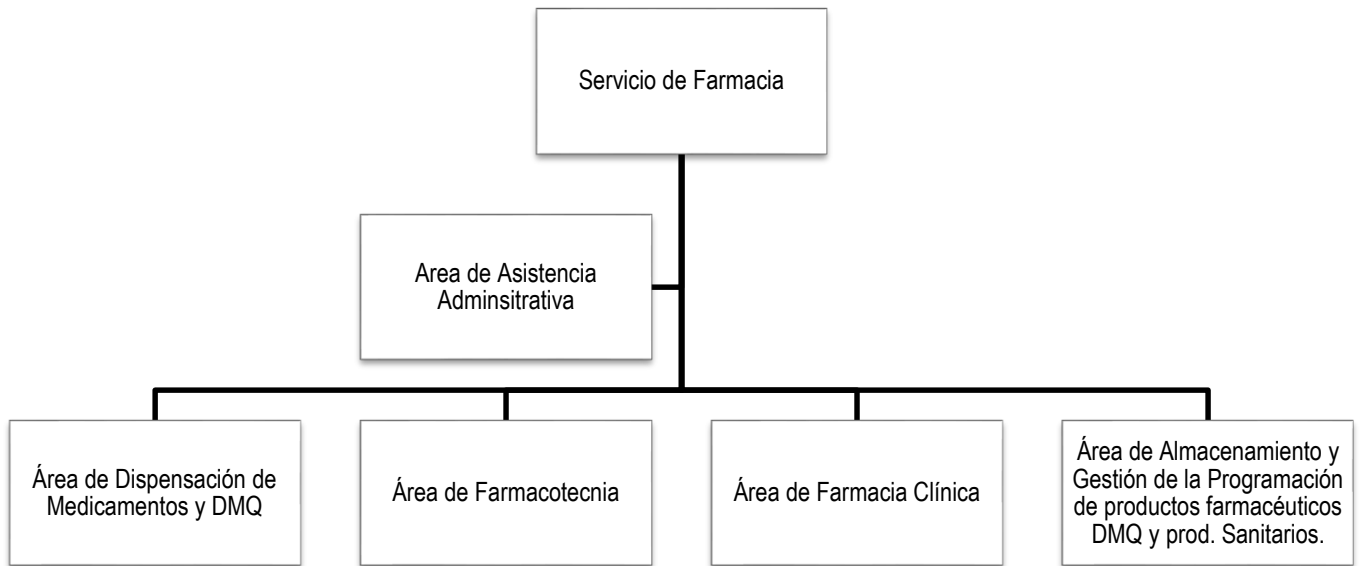 Servicio de Farmacia
Area de Asistencia
Adminsitrativa
Área de Dispensación de
Medicamentos y DMQ
Área de Farmacotecnia
Área de Farmacia Clínica
Área de Almacenamiento y
Gestión de la Programación
de productos farmacéuticos
DMQ y prod. Sanitarios.